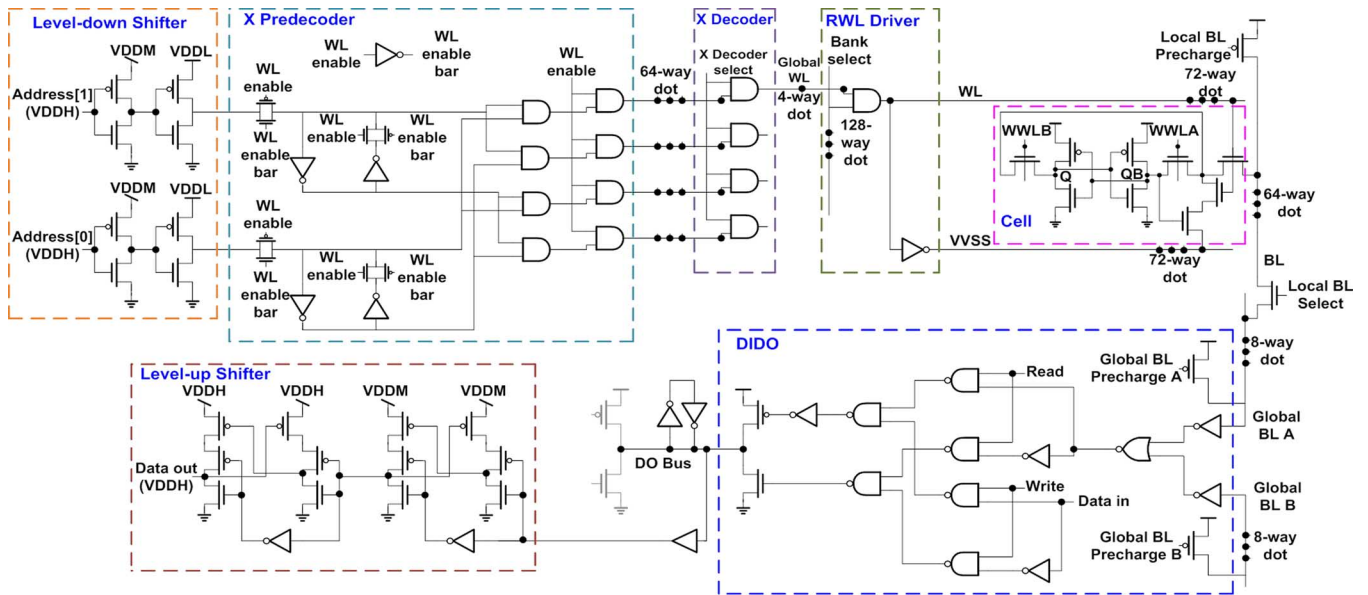 Level-down Shifter
VDDM
VDDL
Address[1]
(VDDH)
VDDM
VDDL
Address[0]
(VDDH)
X Predecoder
WL
enable
WL
enable
bar
WL
enable
WL
enable
bar
WL
enable
WL
enable
bar
WL
enable
WL
enable
WL
enable
bar
WL
enable
WL
enable
bar
64-way
dot
X Decoder
X Decoder
select
Global
WL
4-way
dot
RWL Driver
Bank
select
128-
way
dot
WL
VVSS
Local BL
Precharge
72-way
dot
WWLB
WWLA
Q
QB
Cell
64-way
dot
72-way
dot
BL
Local BL
Select
8-way
dot
Level-up Shifter
VDDH
VDDH
VDDM
VDDM
Data out
(VDDH)
DO Bus
DIDO
Read
Write
Data in
Global BL
Precharge A
Global
BL A
Global
BL B
Global BL
Precharge B
8-way
dot